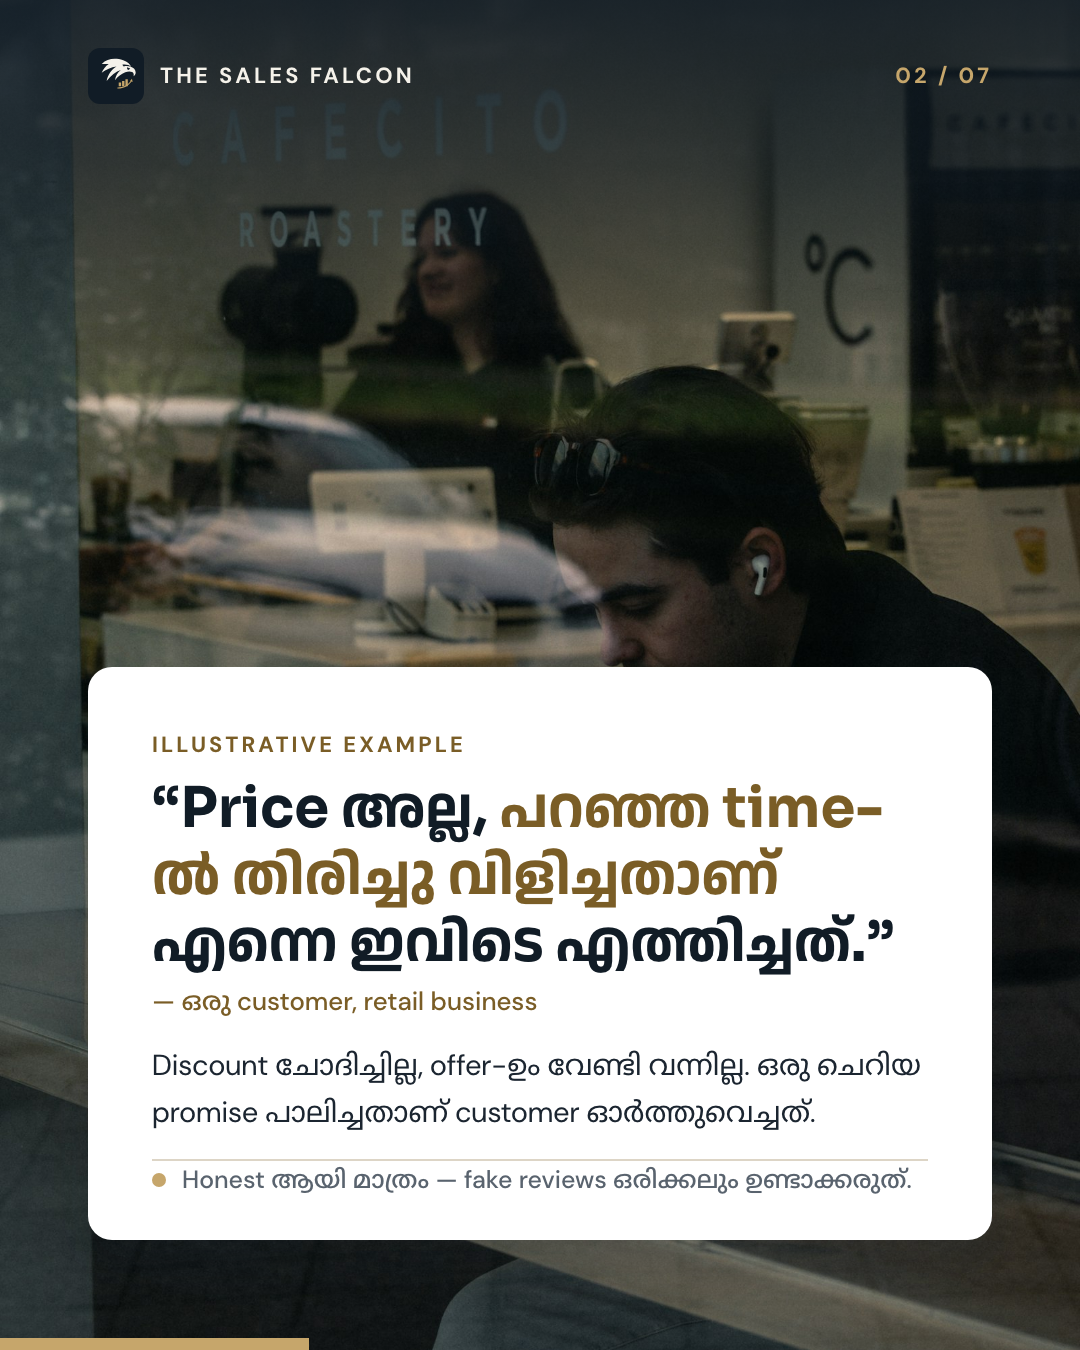 THE SALES FALCON
02 / 07
CAFECITO
ROASTERY
°C
ILLUSTRATIVE EXAMPLE
“Price അല്ല, പറഞ്ഞ time-
ൽ തിരിച്ചു വിളിച്ചതാണ്
എന്നെ ഇവിടെ എത്തിച്ചത്.”
— ഒരു customer, retail business
Discount ചോദിച്ചില്ല, offer-ഉം വേണ്ടി വന്നില്ല. ഒരു ചെറിയ
promise പാലിച്ചതാണ് customer ഓർത്തുവെച്ചത്.
Honest ആയി മാത്രം — fake reviews ഒരിക്കലും ഉണ്ടാക്കരുത്.